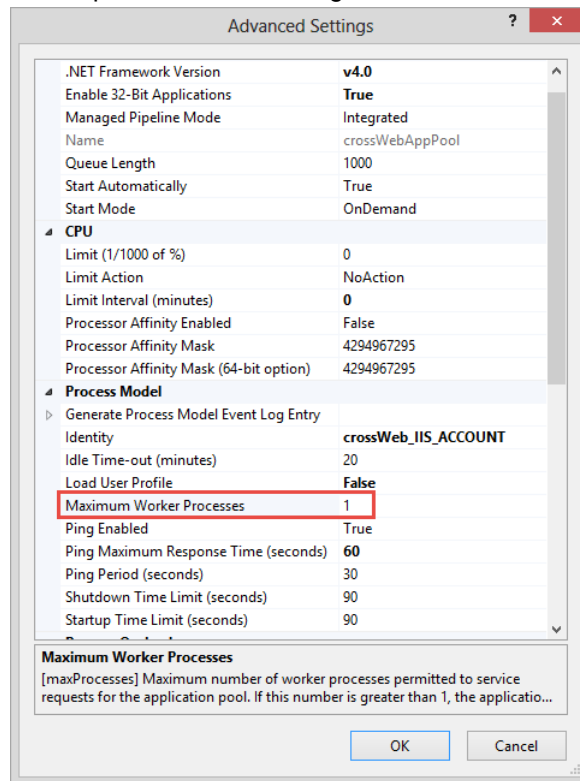 Advanced Settings
? ×
.NET Framework Version v4.0
Enable 32-Bit Applications True
Managed Pipeline Mode Integrated
Name crossWebAppPool
Queue Length 1000
Start Automatically True
Start Mode OnDemand
CPU
Limit (1/1000 of %) 0
Limit Action NoAction
Limit Interval (minutes) 0
Processor Affinity Enabled False
Processor Affinity Mask 4294967295
Processor Affinity Mask (64-bit option) 4294967295
Process Model
Generate Process Model Event Log Entry
Identity crossWeb_IIS_ACCOUNT
Idle Time-out (minutes) 20
Load User Profile False
Maximum Worker Processes 1
Ping Enabled True
Ping Maximum Response Time (seconds) 60
Ping Period (seconds) 30
Shutdown Time Limit (seconds) 90
Startup Time Limit (seconds) 90
Maximum Worker Processes
[maxProcesses] Maximum number of worker processes permitted to service
requests for the application pool. If this number is greater than 1, the applicatio...
OK Cancel